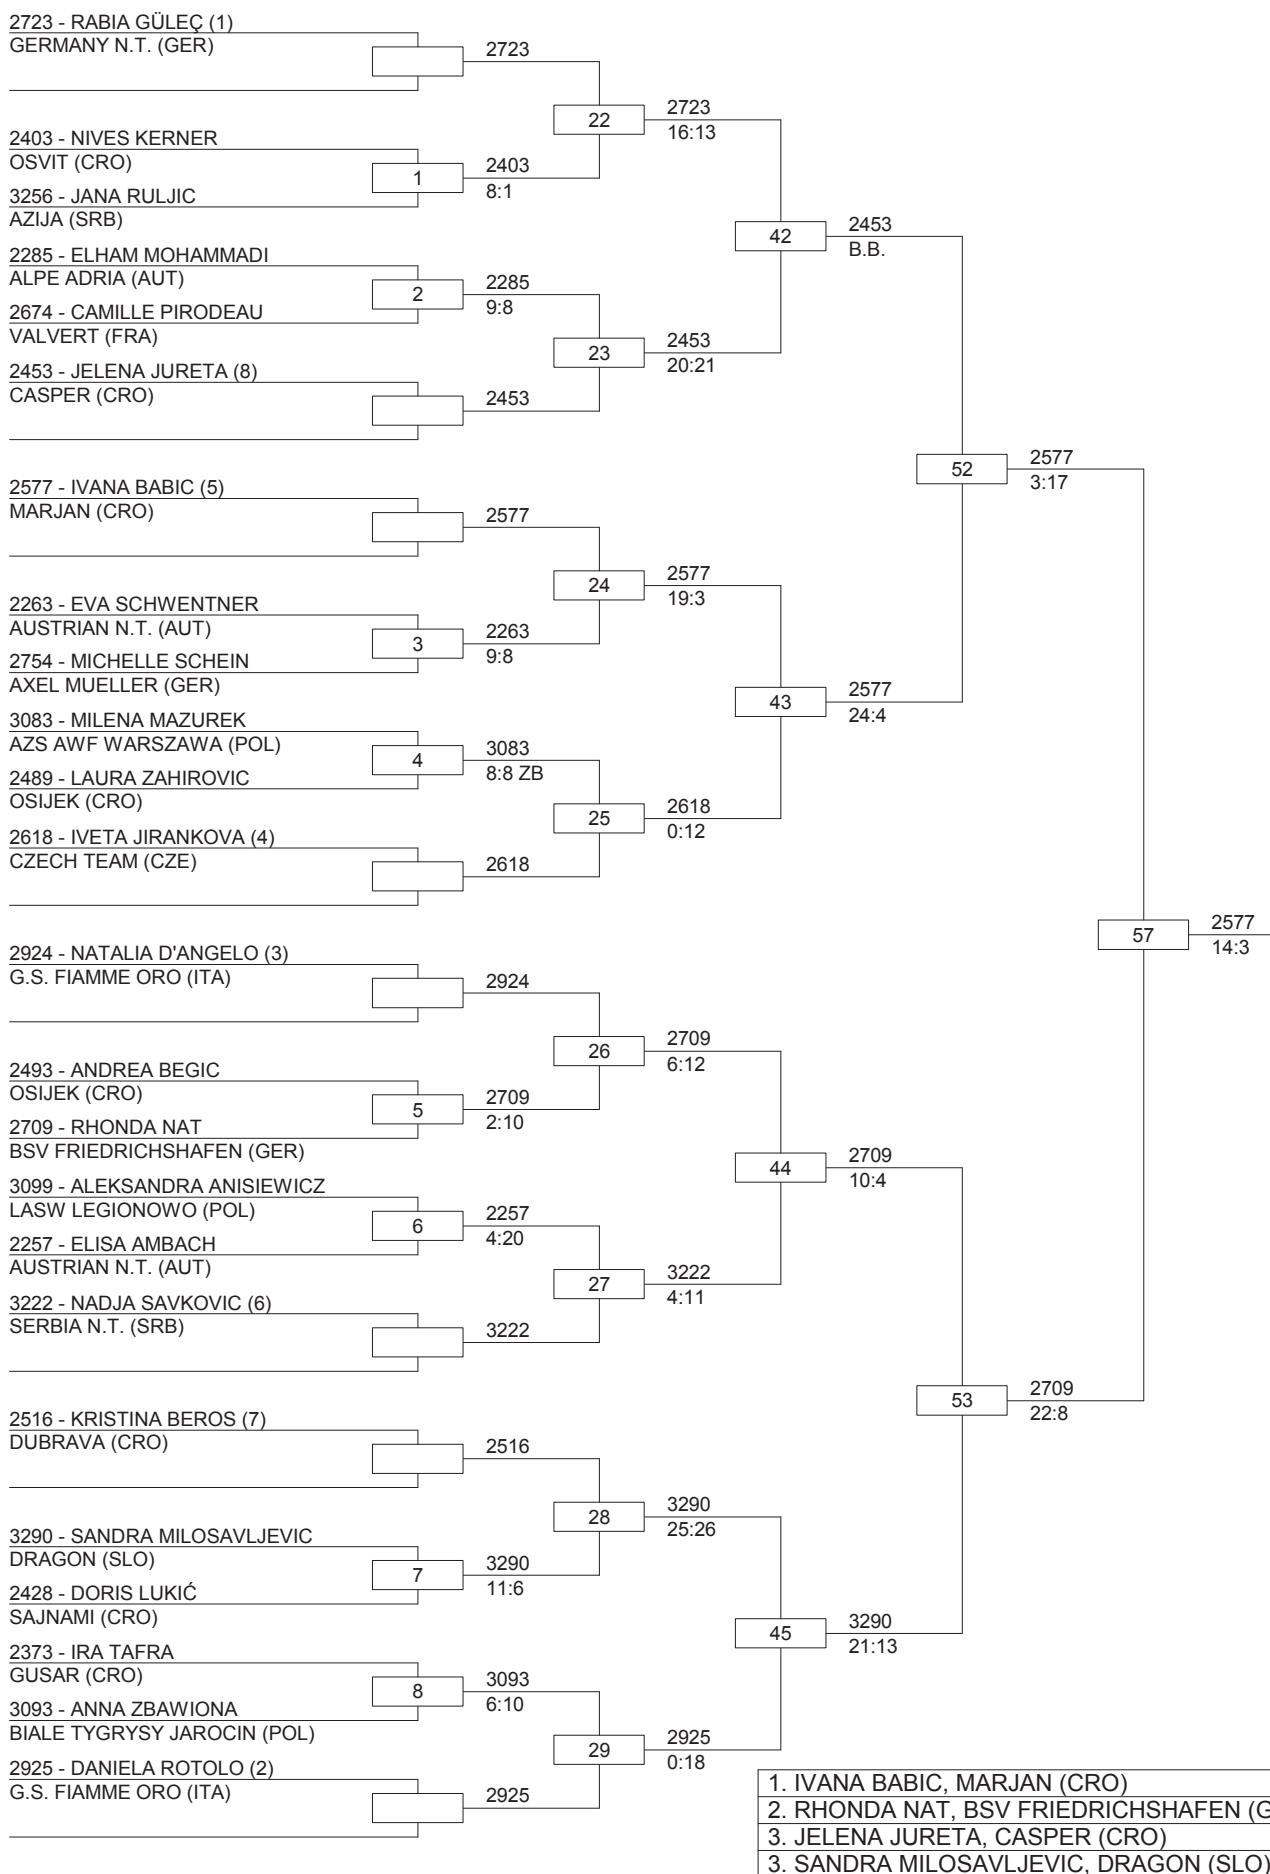 2723 - RABIA GÜLEÇ (1)
GERMANY N.T. (GER)
2403 - NIVES KERNER
OSVIT (CRO)
3256 - JANA RULJIC
AZIJA (SRB)
2285 - ELHAM MOHAMMADI
ALPE ADRIA (AUT)
2674 - CAMILLE PIRODEAU
VALVERT (FRA)
2453 - JELENA JURETA (8)
CASPER (CRO)
2577 - IVANA BABIC (5)
MARJAN (CRO)
2263 - EVA SCHWENTNER
AUSTRIAN N.T. (AUT)
2754 - MICHELLE SCHEIN
AXEL MUELLER (GER)
3083 - MILENA MAZUREK
AZS AWF WARSZAWA (POL)
2489 - LAURA ZAHIROVIC
OSIJEK (CRO)
2618 - IVETA JIRANKOVA (4)
CZECH TEAM (CZE)
2924 - NATALIA D'ANGELO (3)
G.S. FIAMME ORO (ITA)
2493 - ANDREA BEGIC
OSIJEK (CRO)
2709 - RHONDA NAT
BSV FRIEDRICHSHAFEN (GER)
3099 - ALEKSANDRA ANISIEWICZ
LASW LEGIONOWO (POL)
2257 - ELISA AMBACH
AUSTRIAN N.T. (AUT)
3222 - NADJA SAVKOVIC (6)
SERBIA N.T. (SRB)
2516 - KRISTINA BEROS (7)
DUBRAVA (CRO)
3290 - SANDRA MILOSAVLJEVIC
DRAGON (SLO)
2428 - DORIS LUKIĆ
SAJNAMI (CRO)
2373 - IRA TAFRA
GUSAR (CRO)
3093 - ANNA ZBAWIONA
BIALE TYGRYSY JAROCIN (POL)
2925 - DANIELA ROTOLO (2)
G.S. FIAMME ORO (ITA)
2723
1
2403
8:1
2
2285
9:8
2453
2577
3
2263
9:8
4
3083
8:8 ZB
2618
2924
5
2709
2:10
6
2257
4:20
3222
2516
7
3290
11:6
8
3093
6:10
2925
22
2723
16:13
23
2453
20:21
24
2577
19:3
25
2618
0:12
26
2709
6:12
27
3222
4:11
28
3290
25:26
29
2925
0:18
42
2453
B.B.
43
2577
24:4
44
2709
10:4
45
3290
21:13
52
2577
3:17
53
2709
22:8
57
2577
14:3
1. IVANA BABIC, MARJAN (CRO)
2. RHONDA NAT, BSV FRIEDRICHSHAFEN (G
3. JELENA JURETA, CASPER (CRO)
3. SANDRA MILOSAVLJEVIC, DRAGON (SLO)